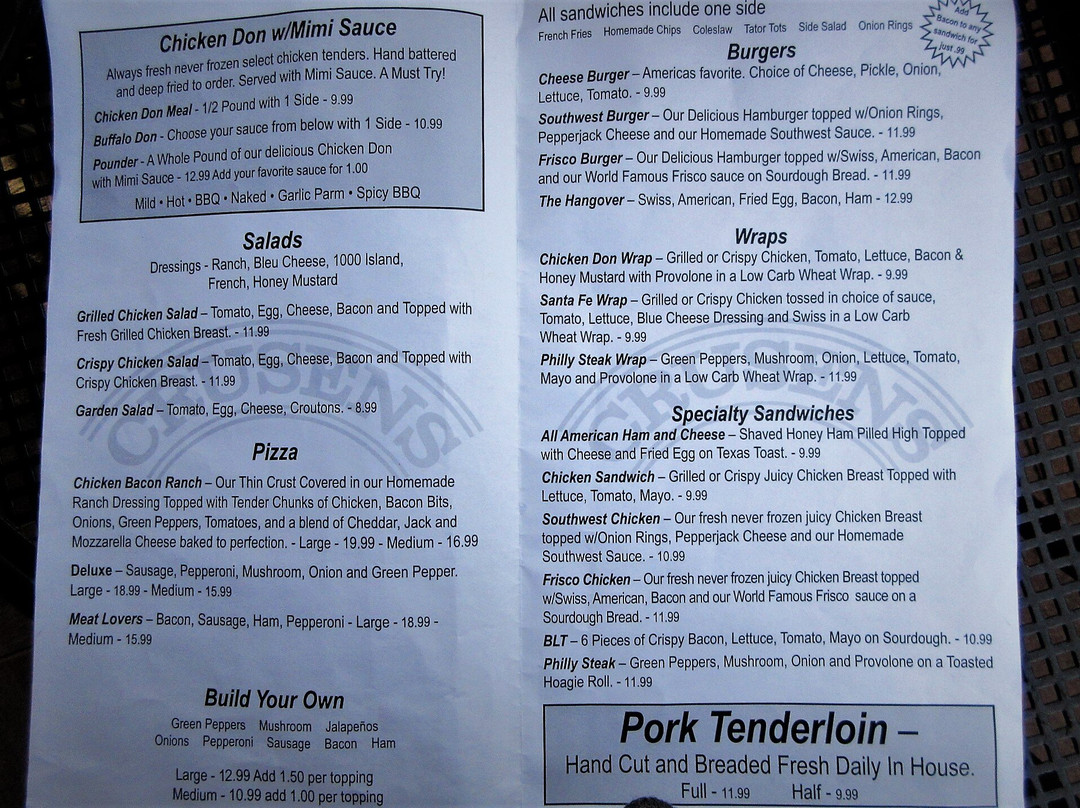 Chicken Don w/Mimi Sauce
Always fresh never frozen select chicken tenders. Hand battered
and deep fried to order. Served with Mimi Sauce. A Must Try!
Chicken Don Meal - 1/2 Pound with 1 Side - 9.99
Buffalo Don - Choose your sauce from below with 1 Side - 10.99
Pounder - A Whole Pound of our delicious Chicken Don
with Mimi Sauce - 12.99 Add your favorite sauce for 1.00
Mild • Hot • BBQ • Naked • Garlic Parm • Spicy BBQ
Salads
Dressings - Ranch, Bleu Cheese, 1000 Island,
French, Honey Mustard
Grilled Chicken Salad – Tomato, Egg, Cheese, Bacon and Topped with
Fresh Grilled Chicken Breast. - 11.99
Crispy Chicken Salad – Tomato, Egg, Cheese, Bacon and Topped with
Crispy Chicken Breast. - 11.99
Garden Salad – Tomato, Egg, Cheese, Croutons. - 8.99
CRUSENS
Pizza
Chicken Bacon Ranch – Our Thin Crust Covered in our Homemade
Ranch Dressing Topped with Tender Chunks of Chicken, Bacon Bits,
Onions, Green Peppers, Tomatoes, and a blend of Cheddar, Jack and
Mozzarella Cheese baked to perfection. - Large - 19.99 - Medium - 16.99
Deluxe – Sausage, Pepperoni, Mushroom, Onion and Green Pepper.
Large - 18.99 - Medium - 15.99
Meat Lovers – Bacon, Sausage, Ham, Pepperoni - Large - 18.99 -
Medium - 15.99
Build Your Own
Green Peppers Mushroom Jalapeños
Onions Pepperoni Sausage Bacon Ham
Large - 12.99 Add 1.50 per topping
Medium - 10.99 add 1.00 per topping
All sandwiches include one side
French Fries Homemade Chips Coleslaw Tator Tots Side Salad Onion Rings
Add
Bacon to any
sandwich for
just .99
Burgers
Cheese Burger – Americas favorite. Choice of Cheese, Pickle, Onion,
Lettuce, Tomato. - 9.99
Southwest Burger – Our Delicious Hamburger topped w/Onion Rings,
Pepperjack Cheese and our Homemade Southwest Sauce. - 11.99
Frisco Burger – Our Delicious Hamburger topped w/Swiss, American, Bacon
and our World Famous Frisco sauce on Sourdough Bread. - 11.99
The Hangover – Swiss, American, Fried Egg, Bacon, Ham - 12.99
Wraps
Chicken Don Wrap – Grilled or Crispy Chicken, Tomato, Lettuce, Bacon &
Honey Mustard with Provolone in a Low Carb Wheat Wrap. - 9.99
Santa Fe Wrap – Grilled or Crispy Chicken tossed in choice of sauce,
Tomato, Lettuce, Blue Cheese Dressing and Swiss in a Low Carb
Wheat Wrap. - 9.99
Philly Steak Wrap – Green Peppers, Mushroom, Onion, Lettuce, Tomato,
Mayo and Provolone in a Low Carb Wheat Wrap. - 11.99
CRUSENS
Specialty Sandwiches
All American Ham and Cheese – Shaved Honey Ham Pilled High Topped
with Cheese and Fried Egg on Texas Toast. - 9.99
Chicken Sandwich – Grilled or Crispy Juicy Chicken Breast Topped with
Lettuce, Tomato, Mayo. - 9.99
Southwest Chicken – Our fresh never frozen juicy Chicken Breast
topped w/Onion Rings, Pepperjack Cheese and our Homemade
Southwest Sauce. - 10.99
Frisco Chicken – Our fresh never frozen juicy Chicken Breast topped
w/Swiss, American, Bacon and our World Famous Frisco sauce on a
Sourdough Bread. - 11.99
BLT – 6 Pieces of Crispy Bacon, Lettuce, Tomato, Mayo on Sourdough. - 10.99
Philly Steak – Green Peppers, Mushroom, Onion and Provolone on a Toasted
Hoagie Roll. - 11.99
Pork Tenderloin –
Hand Cut and Breaded Fresh Daily In House.
Full - 11.99 Half - 9.99